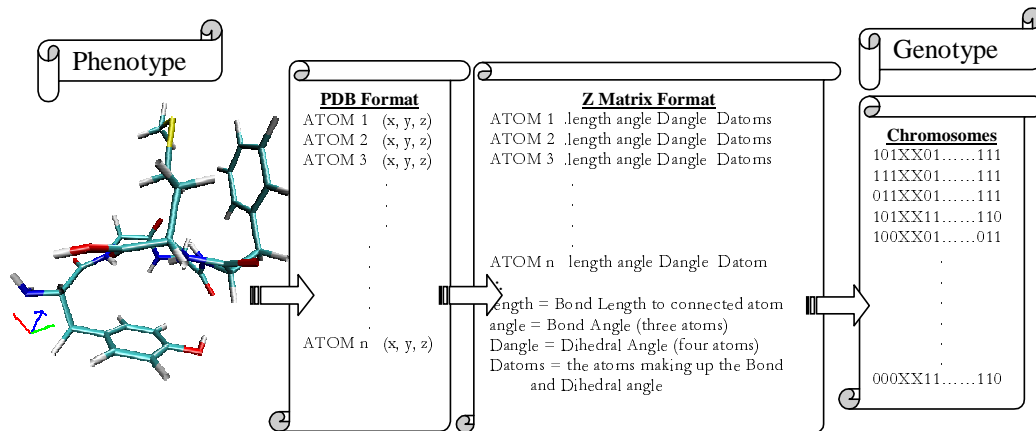 Phenotype
PDB Format
ATOM 1 (x, y, z)
ATOM 2 (x, y, z)
ATOM 3 (x, y, z)
.
.
.
.
.
.
.
ATOM n (x, y, z)
Z Matrix Format
ATOM 1 .length angle Dangle Datoms
ATOM 2 .length angle Dangle Datoms
ATOM 3 .length angle Dangle Datoms
.
.
.
ATOM n length angle Dangle Datom
length = Bond Length to connected atom
angle = Bond Angle (three atoms)
Dangle = Dihedral Angle (four atoms)
Datoms = the atoms making up the Bond
and Dihedral angle
Genotype
Chromosomes
101XX01......111
111XX01......111
011XX01......111
101XX11......110
100XX01......011
.
.
.
.
.
.
000XX11......110